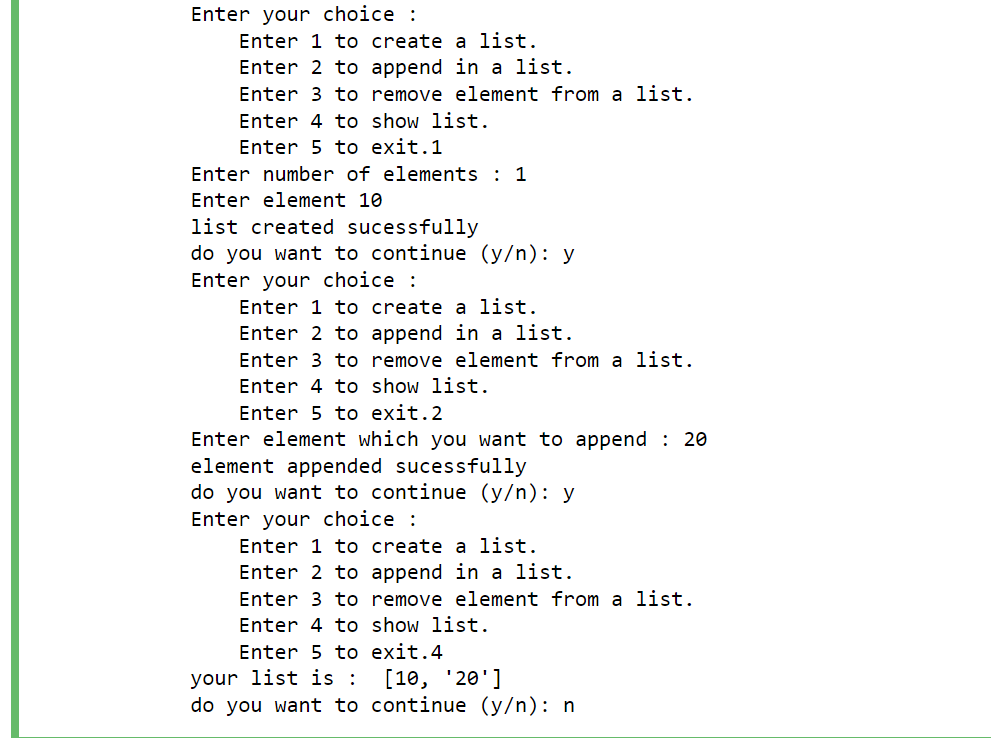 Enter your choice :
    Enter 1 to create a list.
    Enter 2 to append in a list.
    Enter 3 to remove element from a list.
    Enter 4 to show list.
    Enter 5 to exit.1
Enter number of elements : 1
Enter element 10
list created sucessfully
do you want to continue (y/n): y
Enter your choice :
    Enter 1 to create a list.
    Enter 2 to append in a list.
    Enter 3 to remove element from a list.
    Enter 4 to show list.
    Enter 5 to exit.2
Enter element which you want to append : 20
element appended sucessfully
do you want to continue (y/n): y
Enter your choice :
    Enter 1 to create a list.
    Enter 2 to append in a list.
    Enter 3 to remove element from a list.
    Enter 4 to show list.
    Enter 5 to exit.4
your list is :  [10, '20']
do you want to continue (y/n): n